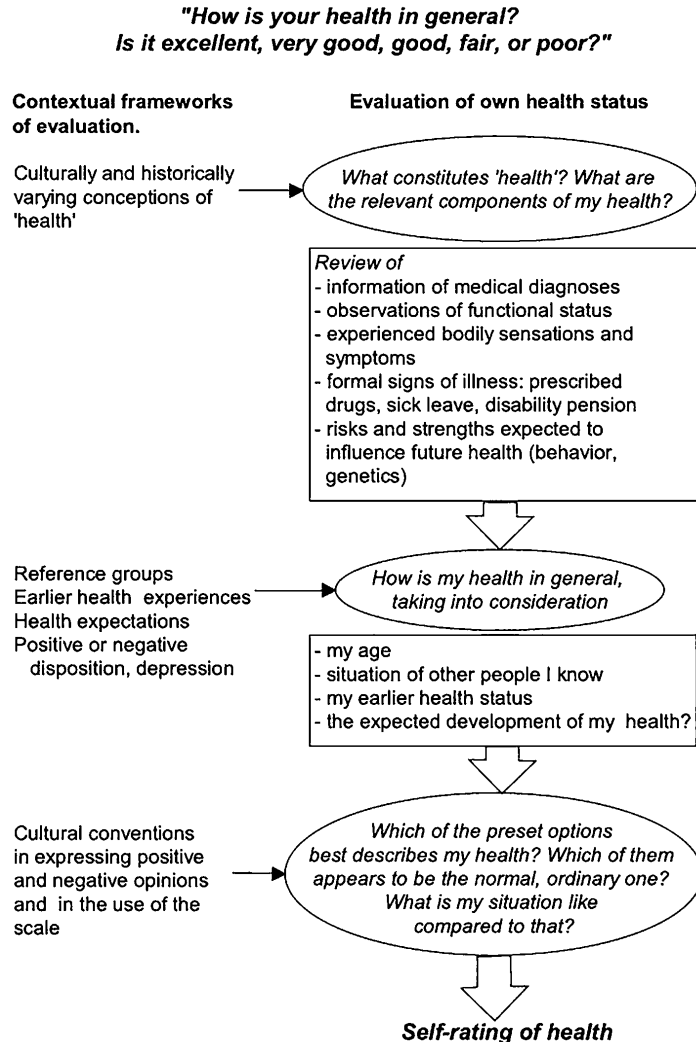 "How is your health in general?
Is it excellent, very good, good, fair, or poor?"
Contextual frameworks
of evaluation.
Evaluation of own health status
Culturally and historically
varying conceptions of
'health'
What constitutes 'health'? What are
the relevant components of my health?
Review of
- information of medical diagnoses
- observations of functional status
- experienced bodily sensations and
symptoms
- formal signs of illness: prescribed
drugs, sick leave, disability pension
- risks and strengths expected to
influence future health (behavior,
genetics)
Reference groups
Earlier health experiences
Health expectations
Positive or negative
disposition, depression
How is my health in general,
taking into consideration
- my age
- situation of other people I know
- my earlier health status
- the expected development of my health?
Cultural conventions
in expressing positive
and negative opinions
and in the use of the
scale
Which of the preset options
best describes my health? Which of them
appears to be the normal, ordinary one?
What is my situation like
compared to that?
Self-rating of health